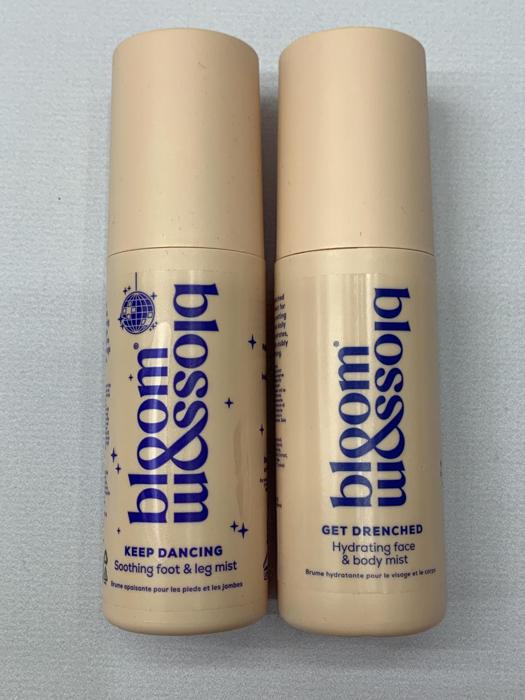 bloom
&
blossom
KEEP DANCING
Soothing foot & leg mist
Brume apaisante pour les pieds et les jambes
bloom
&
blossom
GET DRENCHED
Hydrating face
& body mist
Brume hydratante pour le visage et le corps